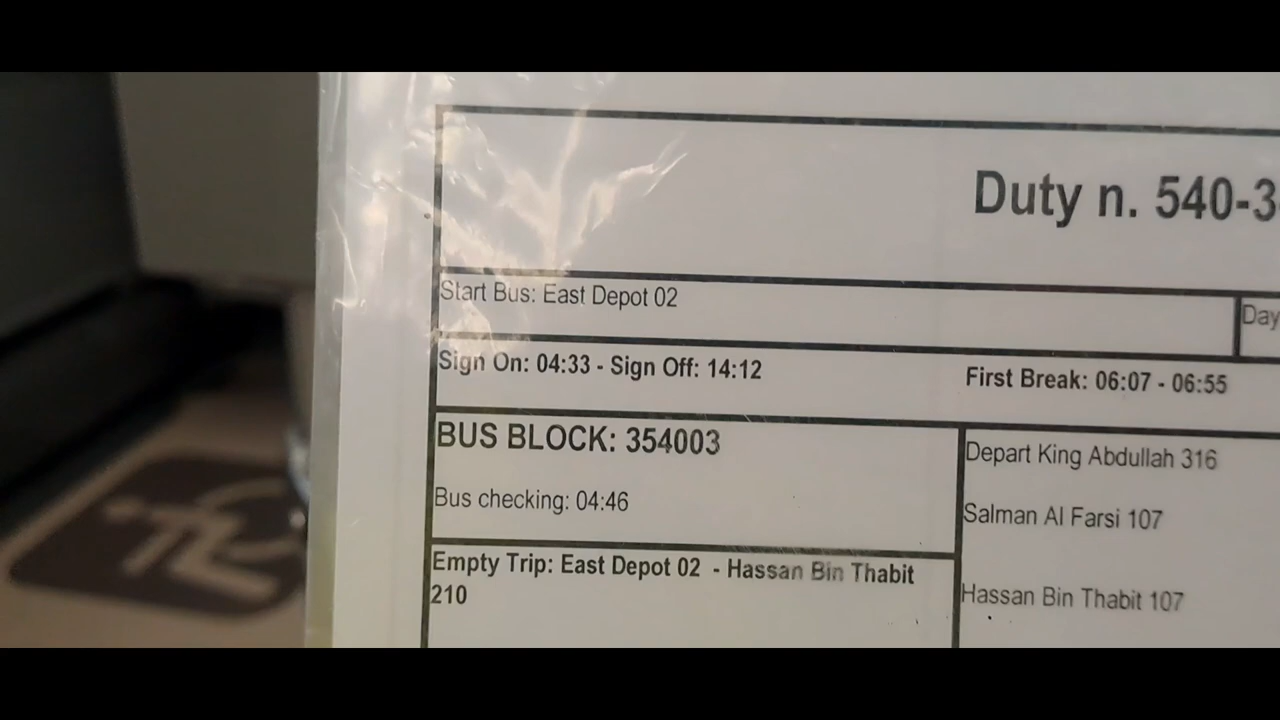 Duty n. 540-3
Start Bus: East Depot 02
Day
Sign On: 04:33 - Sign Off: 14:12
First Break: 06:07 - 06:55
BUS BLOCK: 354003
Bus checking: 04:46
Depart King Abdullah 316
Salman Al Farsi 107
Empty Trip: East Depot 02 - Hassan Bin Thabit
210
Hassan Bin Thabit 107